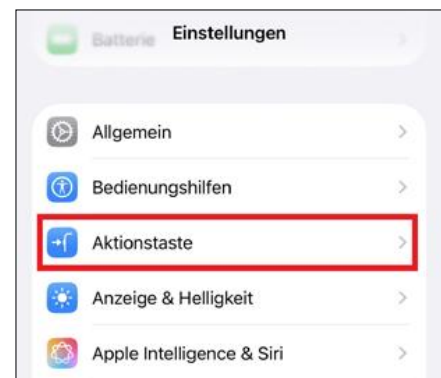 Einstellungen
Batterie
Allgemein
Bedienungshilfen
Aktionstaste
Anzeige & Helligkeit
Apple Intelligence & Siri